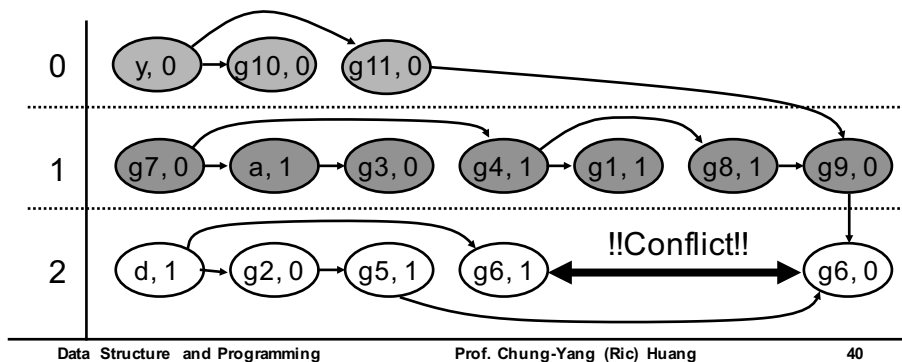 0 y, 0 g10, 0 g11, 0
1 g7, 0 a, 1 g3, 0 g4, 1 g1, 1 g8, 1 g9, 0
!!Conflict!!
2 d, 1 g2, 0 g5, 1 g6, 1 g6, 0
Data Structure and Programming Prof. Chung-Yang (Ric) Huang 40